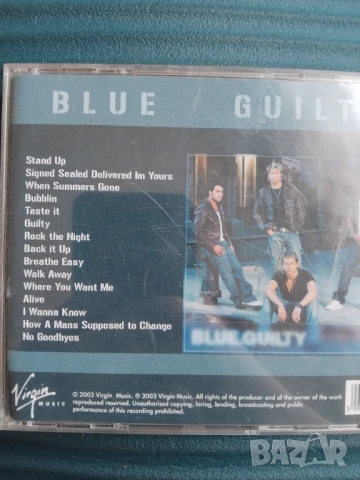 BLUE GUILT
Stand Up
Signed Sealed Delivered Im Yours
When Summers Gone
Bubblin
Taste it
Guilty
Rock the Night
Back it Up
Breathe Easy
Walk Away
Where You Want Me
Alive
I Wanna Know
How A Mans Supposed to Change
No Goodbyes
BLUE GUILTY
Virgin
MUSIC
© 2003 Virgin Music. ℗ 2003 Virgin Music. All rights of the producer and of the owner of the work
reproduced reserved. Unauthorised copying, hiring, lending, broadcasting and public
performance of this recording prohibited.
BAZAR
bg